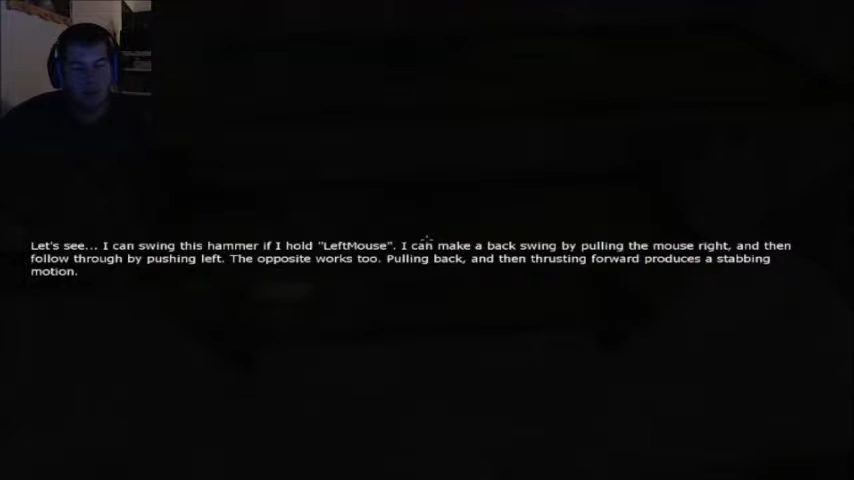 Let's see... I can swing this hammer if I hold "LeftMouse". I can make a back swing by pulling the mouse right, and then
follow through by pushing left. The opposite works too. Pulling back, and then thrusting forward produces a stabbing
motion.